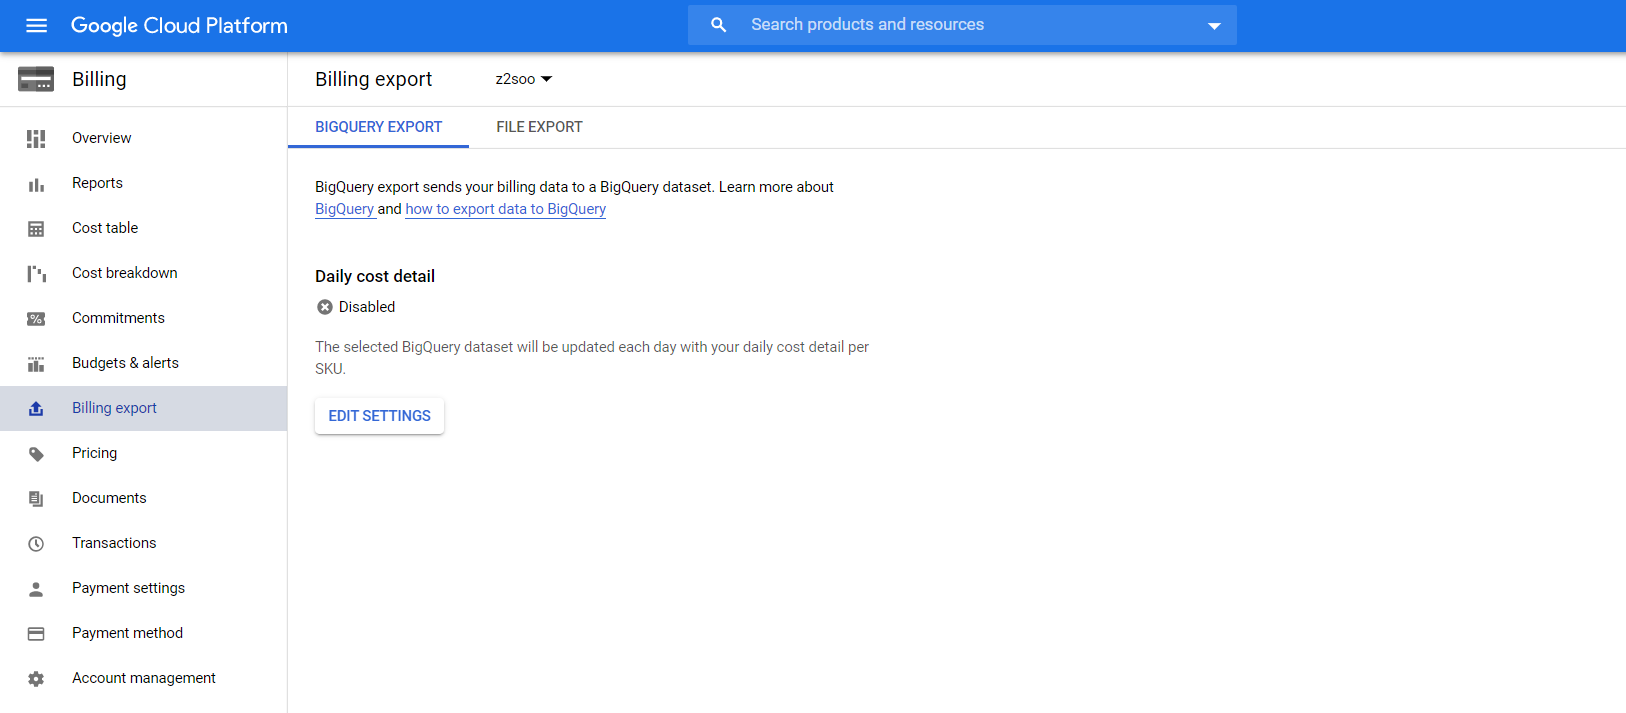 Google Cloud Platform
Search products and resources
Billing
Billing export
z2soo
Overview
Reports
Cost table
Cost breakdown
Commitments
Budgets & alerts
Billing export
Pricing
Documents
Transactions
Payment settings
Payment method
Account management
BIGQUERY EXPORT
FILE EXPORT
BigQuery export sends your billing data to a BigQuery dataset. Learn more about
BigQuery and how to export data to BigQuery
Daily cost detail
Disabled
The selected BigQuery dataset will be updated each day with your daily cost detail per
SKU.
EDIT SETTINGS